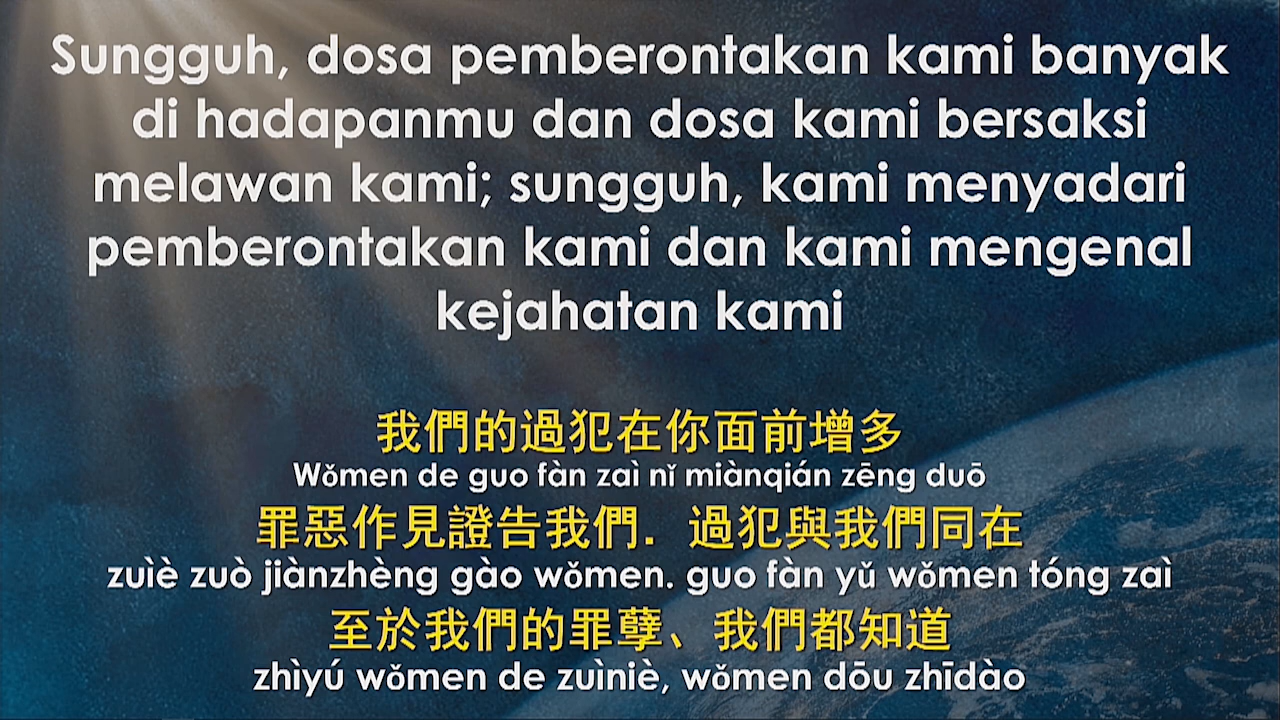 Sungguh, dosa pemberontakan kami banyak
di hadapanmu dan dosa kami bersaksi
melawan kami; sungguh, kami menyadari
pemberontakan kami dan kami mengenal
kejahatan kami
我們的過犯在你面前增多
Wǒmen de guo fàn zaì nǐ miànqián zēng duō
罪惡作見證告我們．過犯與我們同在
zuìè zuò jiànzhèng gào wǒmen. guo fàn yǔ wǒmen tóng zaì
至於我們的罪孽、我們都知道
zhìyú wǒmen de zuìniè, wǒmen dōu zhīdào